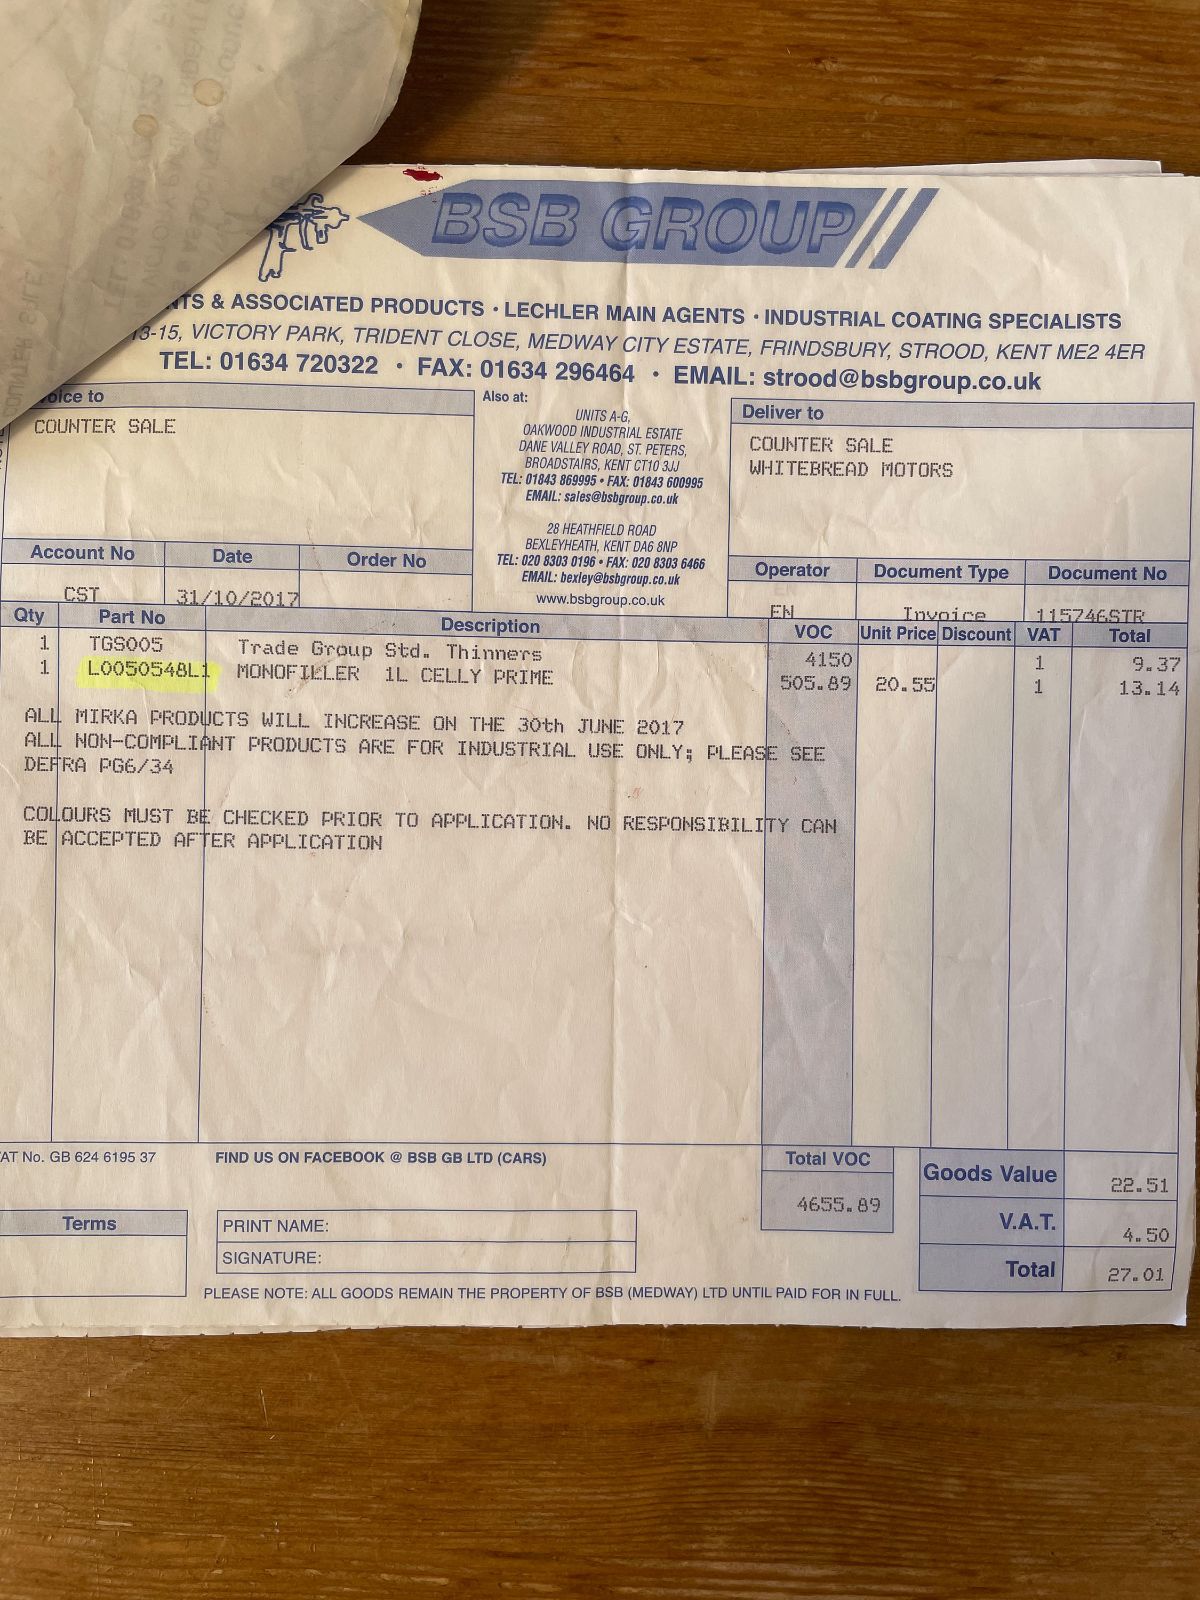 BSB GROUP
NTS & ASSOCIATED PRODUCTS · LECHLER MAIN AGENTS · INDUSTRIAL COATING SPECIALISTS
13-15, VICTORY PARK, TRIDENT CLOSE, MEDWAY CITY ESTATE, FRINDSBURY, STROOD, KENT ME2 4ER
TEL: 01634 720322 • FAX: 01634 296464 • EMAIL: strood@bsbgroup.co.uk
oice to
COUNTER SALE
Also at:
UNITS A-G,
OAKWOOD INDUSTRIAL ESTATE
DANE VALLEY ROAD, ST. PETERS,
BROADSTAIRS, KENT CT10 3JJ
TEL: 01843 869995 • FAX: 01843 600995
EMAIL: sales@bsbgroup.co.uk
28 HEATHFIELD ROAD
BEXLEYHEATH, KENT DA6 8NP
TEL: 020 8303 0196 • FAX: 020 8303 6466
EMAIL: bexley@bsbgroup.co.uk
www.bsbgroup.co.uk
Deliver to
COUNTER SALE
WHITEBREAD MOTORS
Account No Date Order No
CST 31/10/2017
Operator Document Type Document No
EN Invoice 115746STR
Qty Part No Description VOC Unit Price Discount VAT Total
1 TGS005 Trade Group Std. Thinners 4150 1 9.37
1 L0050548L1 MONOFILLER 1L CELLY PRIME 505.89 20.55 1 13.14
ALL MIRKA PRODUCTS WILL INCREASE ON THE 30th JUNE 2017
ALL NON-COMPLIANT PRODUCTS ARE FOR INDUSTRIAL USE ONLY; PLEASE SEE
DEFRA PG6/34
COLOURS MUST BE CHECKED PRIOR TO APPLICATION. NO RESPONSIBILITY CAN
BE ACCEPTED AFTER APPLICATION
AT No. GB 624 6195 37
FIND US ON FACEBOOK @ BSB GB LTD (CARS)
Total VOC
4655.89
Goods Value 22.51
V.A.T. 4.50
Total 27.01
Terms
PRINT NAME:
SIGNATURE:
PLEASE NOTE: ALL GOODS REMAIN THE PROPERTY OF BSB (MEDWAY) LTD UNTIL PAID FOR IN FULL.